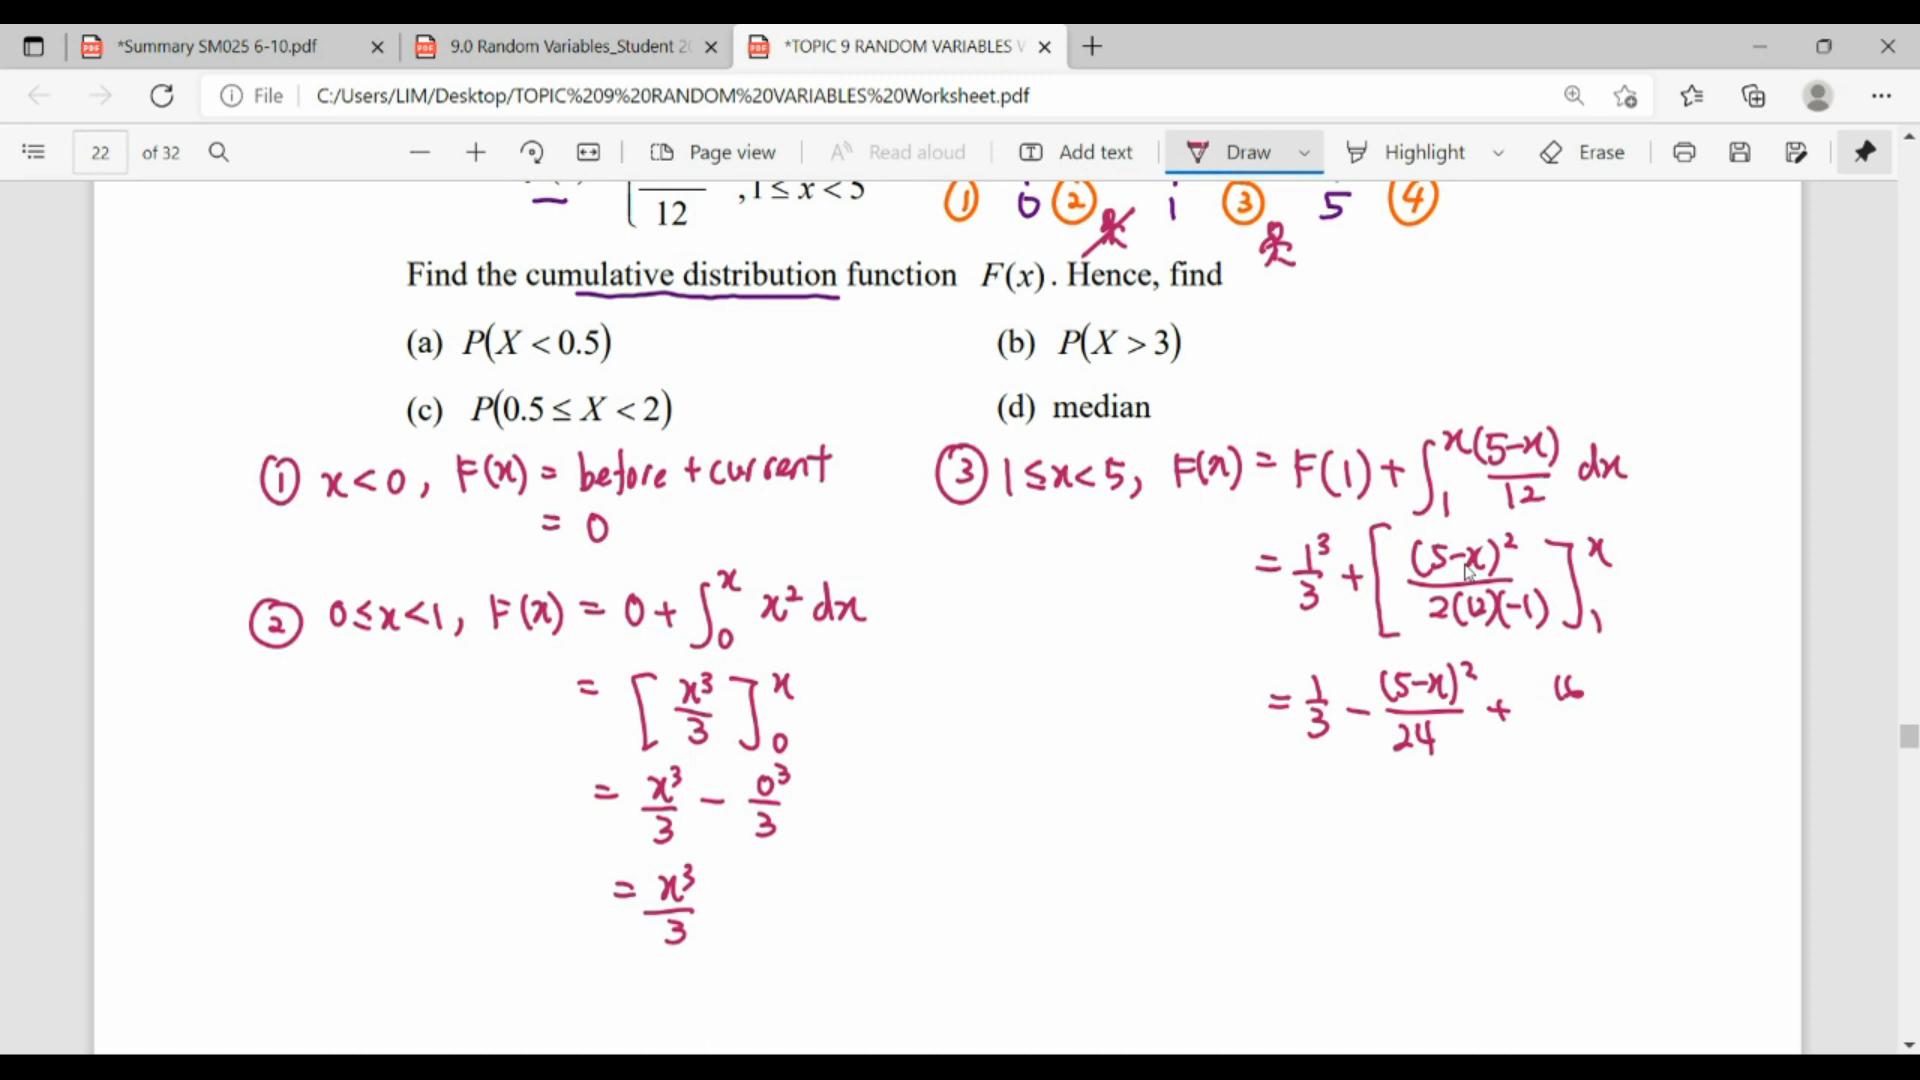 *Summary SM025 6-10.pdf
9.0 Random Variables_Student 20
*TOPIC 9 RANDOM VARIABLES W
File
C:/Users/LIM/Desktop/TOPIC%209%20RANDOM%20VARIABLES%20Worksheet.pdf
22 of 32
Page view
Read aloud
Add text
Draw
Highlight
Erase
12 , 1 ≤ x < 5
① 0 ② 1 ③ 5 ④
x
x
Find the cumulative distribution function F(x). Hence, find
(a) P(X < 0.5)
(b) P(X > 3)
(c) P(0.5 ≤ X < 2)
(d) median
① x < 0, F(x) = before + current
= 0
② 0 ≤ x < 1, F(x) = 0 + ∫₀ˣ x² dx
= [x³/3]₀ˣ
= x³/3 − 0³/3
= x³/3
③ 1 ≤ x < 5, F(x) = F(1) + ∫₁ˣ (5−x)/12 dx
= 1³/3 + [(5−x)²/2(12)(−1)]₁ˣ
= 1/3 − (5−x)²/24 + 16